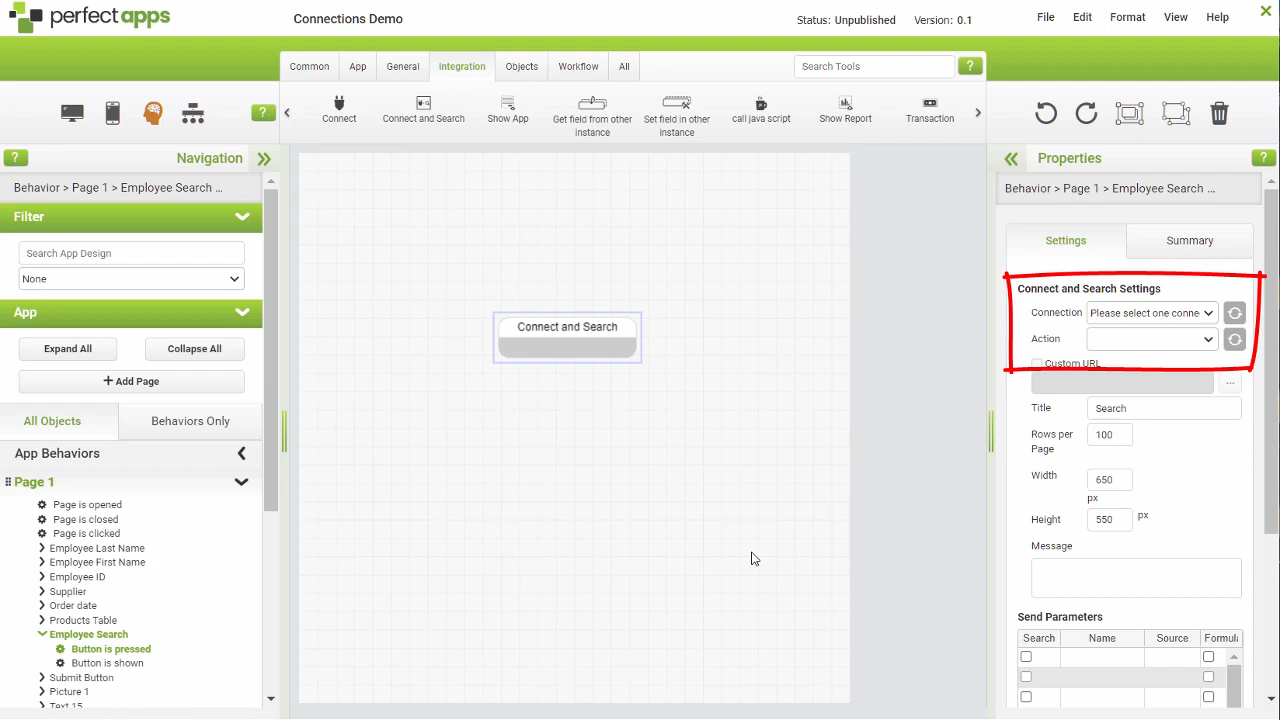 perfectapps
Connections Demo
Status: Unpublished
Version: 0.1
File
Edit
Format
View
Help
Common
App
General
Integration
Objects
Workflow
All
Search Tools
?
?
Connect
Connect and Search
Show App
Get field from other
instance
Set field in other
instance
call java script
Show Report
Transaction
?
Navigation
Behavior > Page 1 > Employee Search ...
Filter
Search App Design
None
App
Expand All
Collapse All
+ Add Page
All Objects
Behaviors Only
App Behaviors
Page 1
Page is opened
Page is closed
Page is clicked
Employee Last Name
Employee First Name
Employee ID
Supplier
Order date
Products Table
Employee Search
Button is pressed
Button is shown
Submit Button
Picture 1
Text 15
Connect and Search
Properties
?
Behavior > Page 1 > Employee Search ...
Settings
Summary
Connect and Search Settings
Connection
Please select one conne
Action
Custom URL
...
Title
Search
Rows per
Page
100
Width
650
px
Height
550
px
Message
Send Parameters
Search
Name
Source
Formula